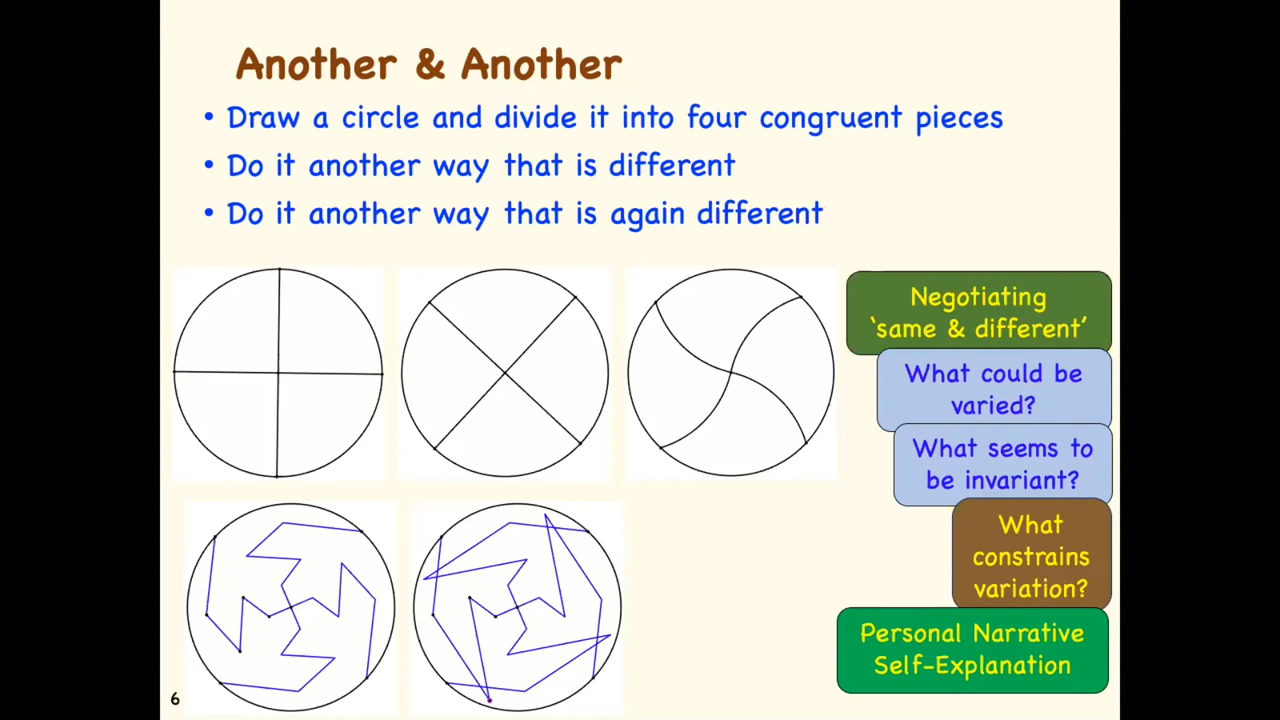 Another & Another
• Draw a circle and divide it into four congruent pieces
• Do it another way that is different
• Do it another way that is again different
Negotiating
‘same & different’
What could be
varied?
What seems to
be invariant?
What
constrains
variation?
Personal Narrative
Self-Explanation
6